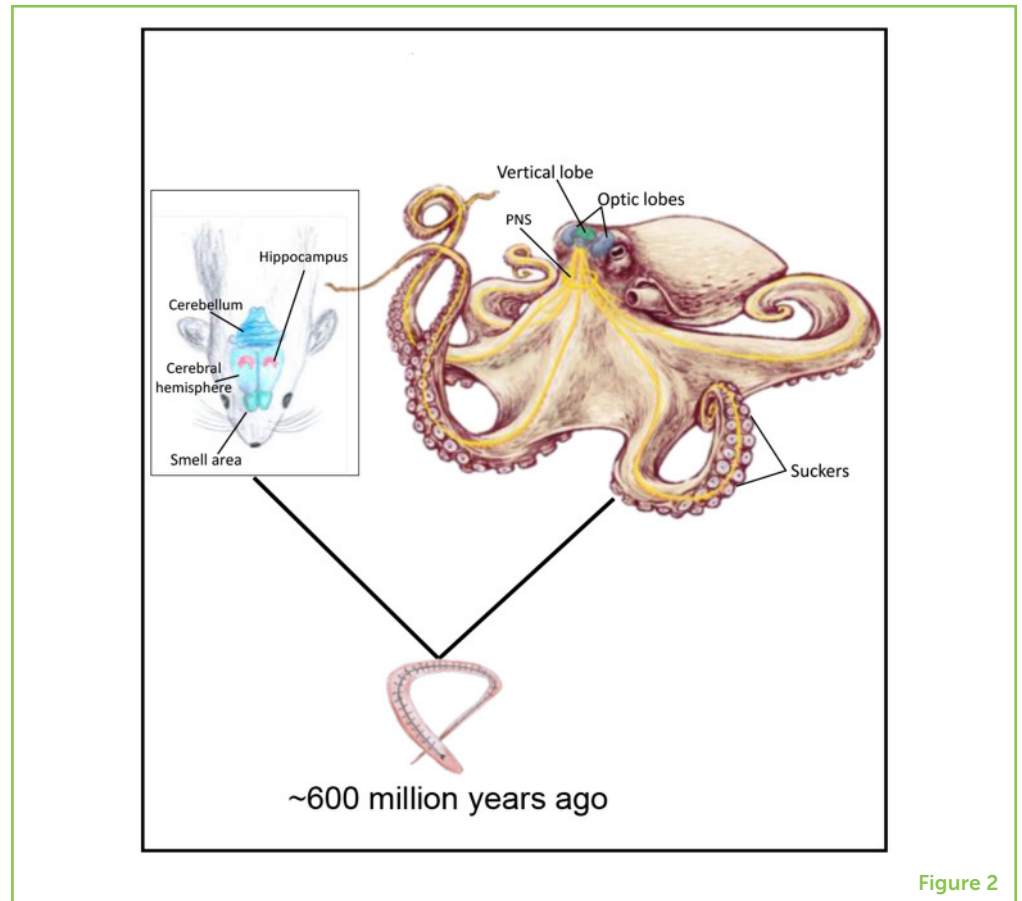 Vertical lobe
Optic lobes
PNS
Hippocampus
Cerebellum
Cerebral
hemisphere
Smell area
Suckers
~600 million years ago
Figure 2